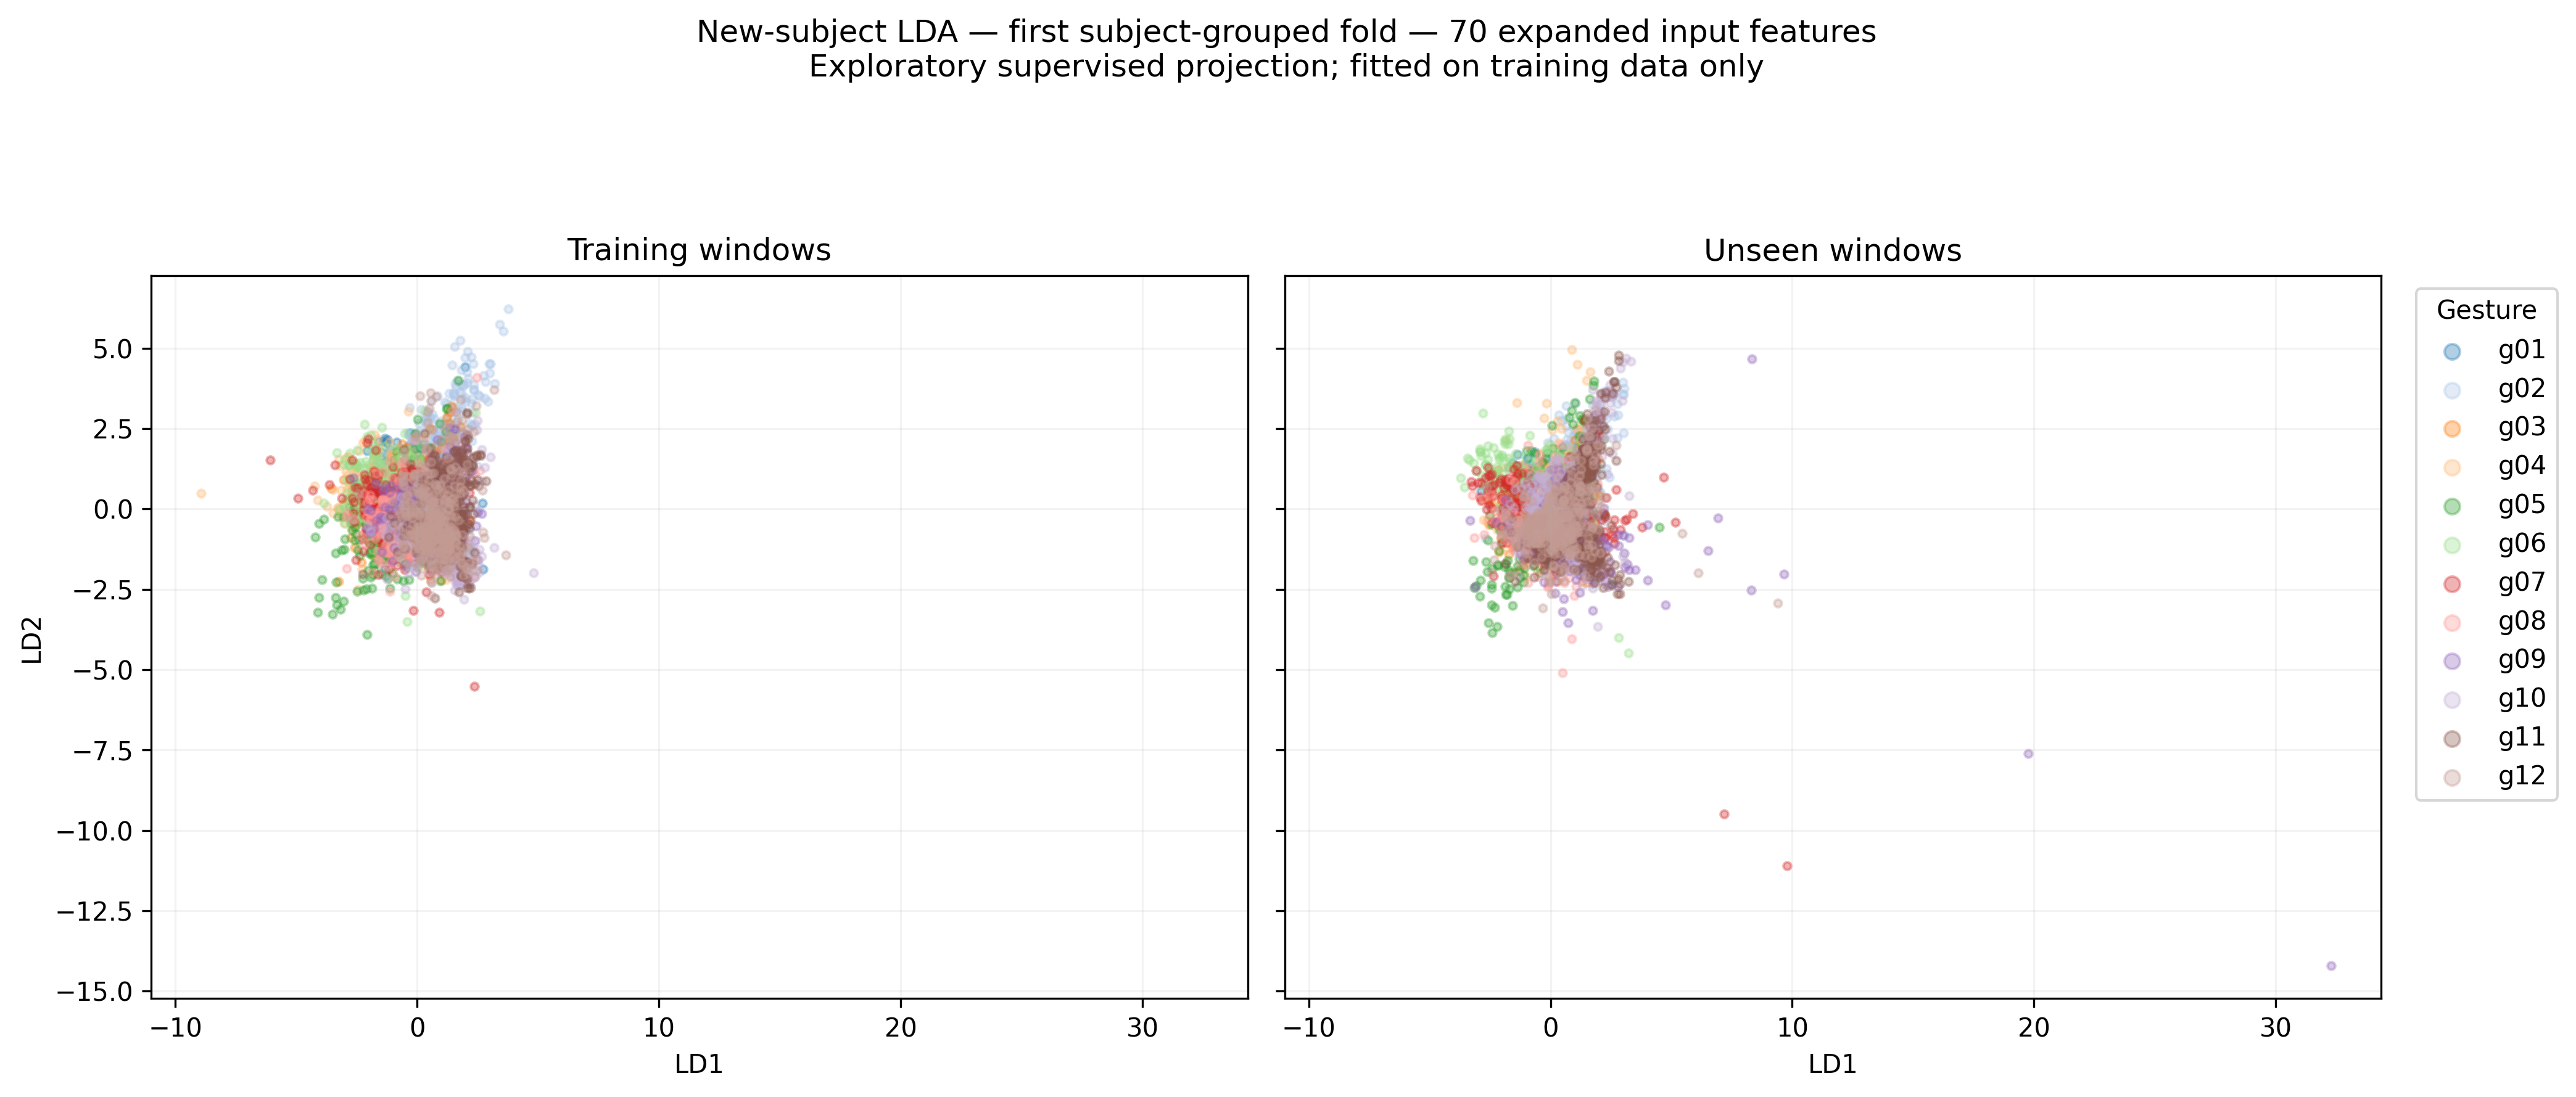 New-subject LDA — first subject-grouped fold — 70 expanded input features
Exploratory supervised projection; fitted on training data only
Training windows
Unseen windows
5.0
2.5
0.0
−2.5
−5.0
−7.5
−10.0
−12.5
−15.0
LD2
−10 0 10 20 30
LD1
−10 0 10 20 30
LD1
Gesture
g01
g02
g03
g04
g05
g06
g07
g08
g09
g10
g11
g12